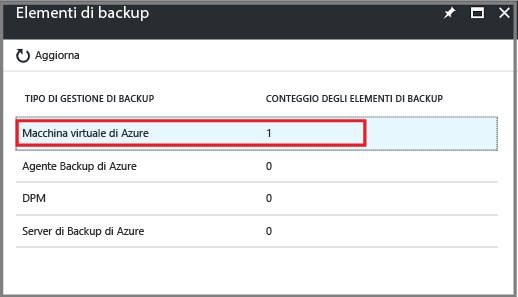 Elementi di backup
Aggiorna
TIPO DI GESTIONE DI BACKUP CONTEGGIO DEGLI ELEMENTI DI BACKUP
Macchina virtuale di Azure 1
Agente Backup di Azure 0
DPM 0
Server di Backup di Azure 0